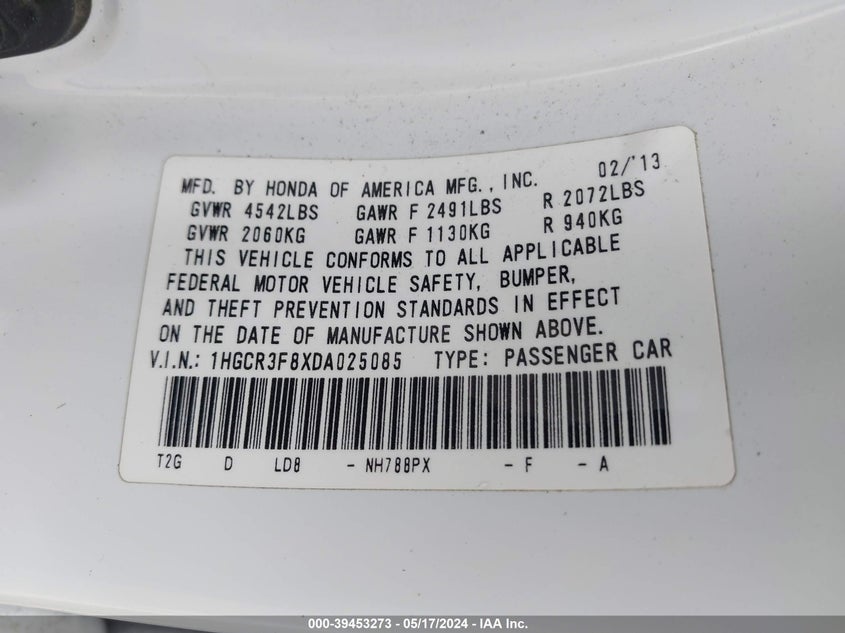 MFD. BY HONDA OF AMERICA MFG., INC. 02/'13
GVWR 4542LBS GAWR F 2491LBS R 2072LBS
GVWR 2060KG GAWR F 1130KG R 940KG
THIS VEHICLE CONFORMS TO ALL APPLICABLE
FEDERAL MOTOR VEHICLE SAFETY, BUMPER,
AND THEFT PREVENTION STANDARDS IN EFFECT
ON THE DATE OF MANUFACTURE SHOWN ABOVE.
V.I.N.: 1HGCR3F8XDA025085 TYPE: PASSENGER CAR
T2G D LD8 - NH788PX - F - A
000-39453273 — 05/17/2024 — IAA Inc.